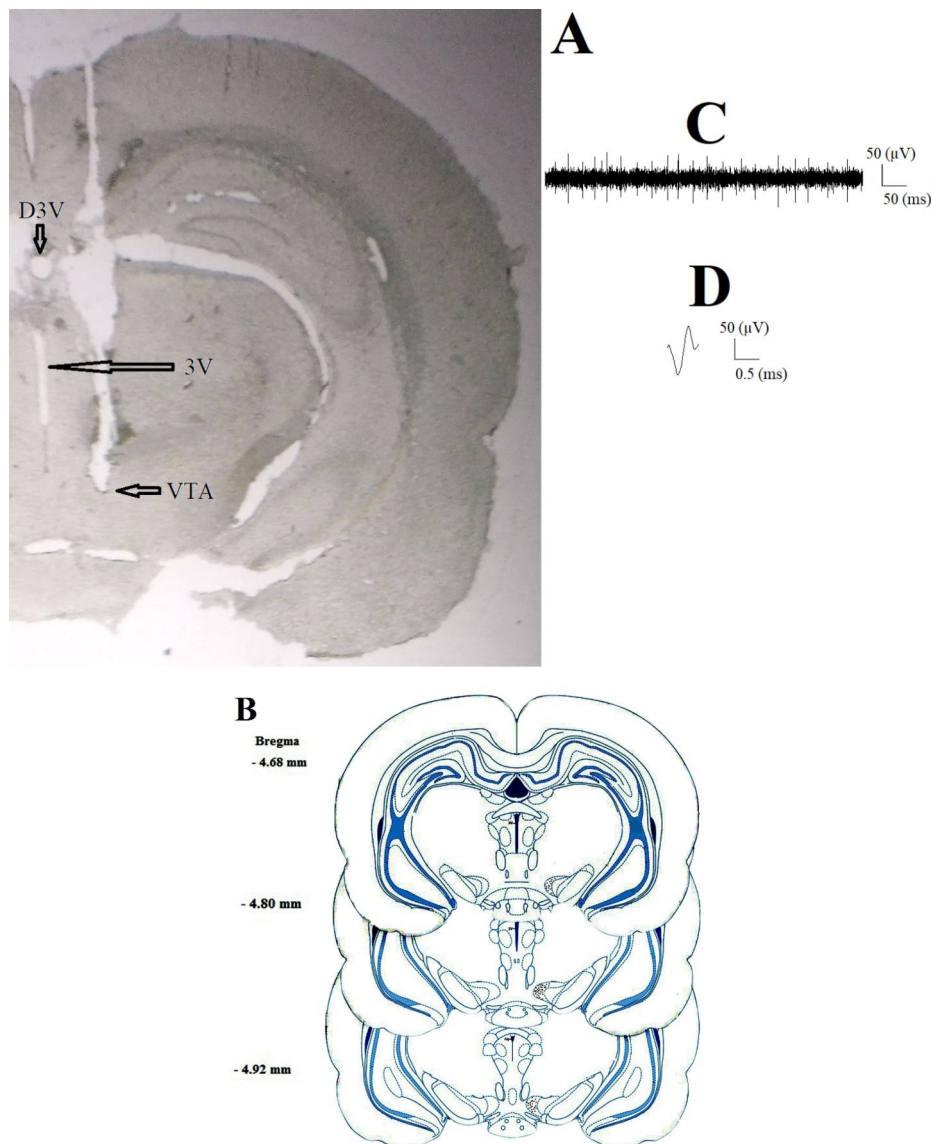 A
C
50 (μV)
50 (ms)
D3V
D
50 (μV)
0.5 (ms)
3V
VTA
B
Bregma
- 4.68 mm
- 4.80 mm
- 4.92 mm